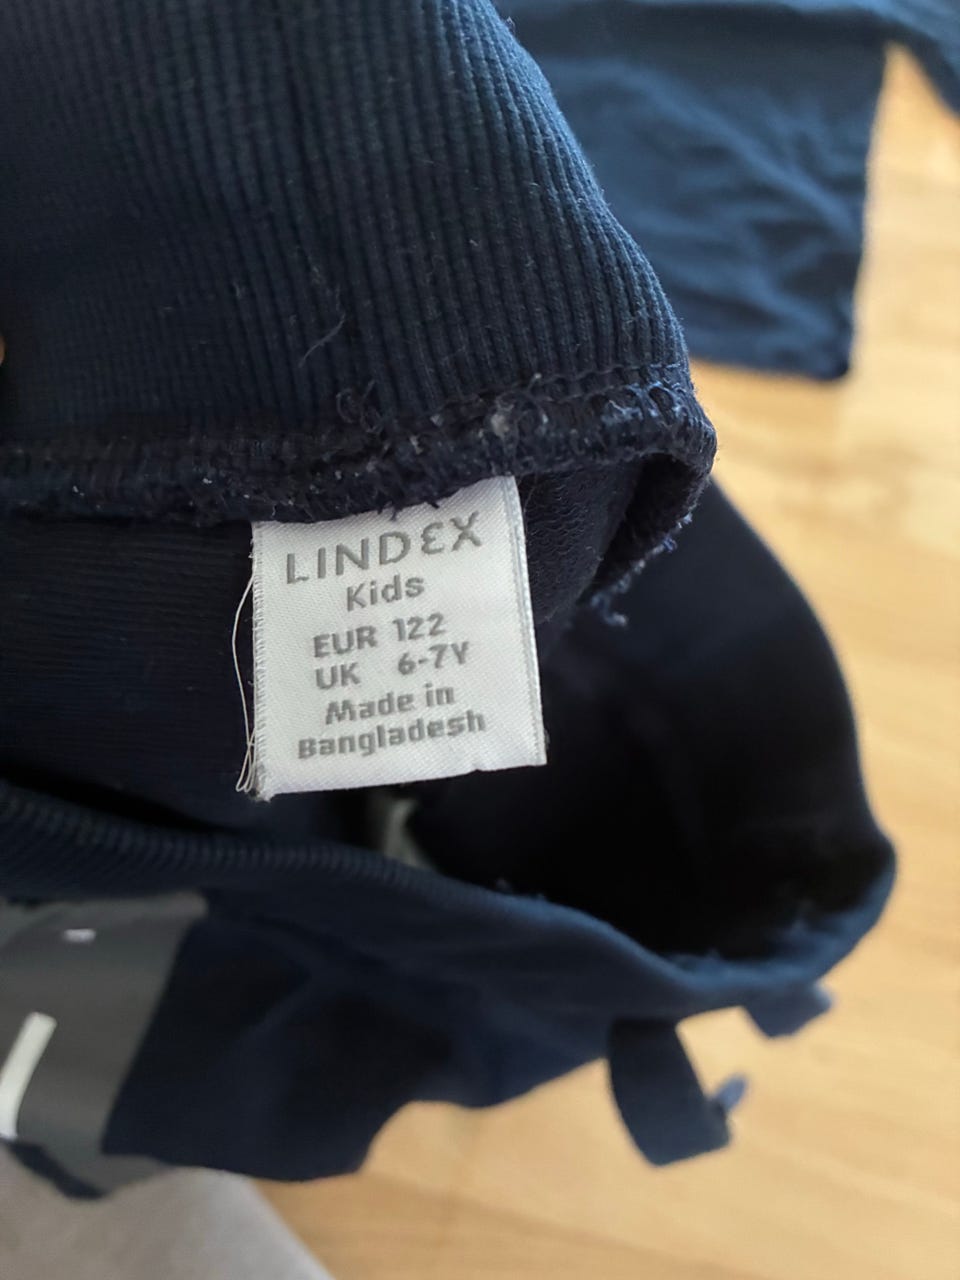 LINDEX
Kids
EUR 122
UK 6-7Y
Made in
Bangladesh